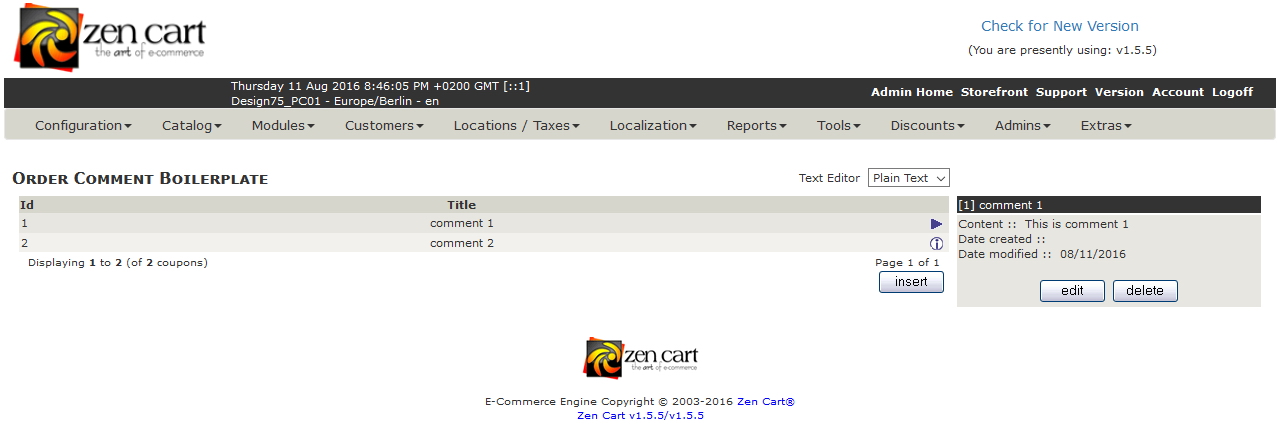 zen cart
the art of e-commerce
Check for New Version
(You are presently using: v1.5.5)
Thursday 11 Aug 2016 8:46:05 PM +0200 GMT [::1]
Design75_PC01 - Europe/Berlin - en
Admin Home Storefront Support Version Account Logoff
Configuration Catalog Modules Customers Locations / Taxes Localization Reports Tools Discounts Admins Extras
Order Comment Boilerplate
Text Editor Plain Text
Id Title
1 comment 1
2 comment 2
Displaying 1 to 2 (of 2 coupons) Page 1 of 1
insert
[1] comment 1
Content :: This is comment 1
Date created ::
Date modified :: 08/11/2016
edit delete
zen cart
the art of e-commerce
E-Commerce Engine Copyright © 2003-2016 Zen Cart®
Zen Cart v1.5.5/v1.5.5